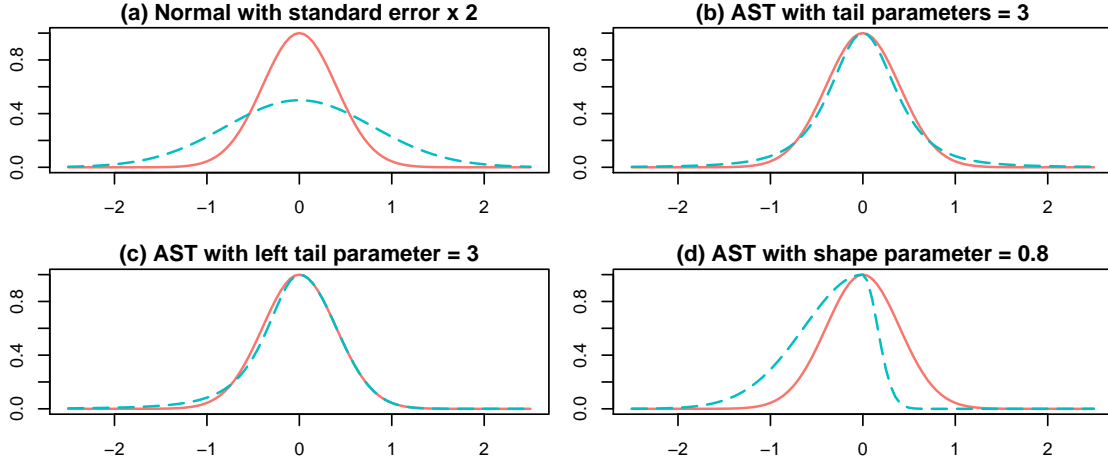 (a) Normal with standard error x 2
0.0 0.4 0.8
−2 −1 0 1 2
(b) AST with tail parameters = 3
0.0 0.4 0.8
−2 −1 0 1 2
(c) AST with left tail parameter = 3
0.0 0.4 0.8
−2 −1 0 1 2
(d) AST with shape parameter = 0.8
0.0 0.4 0.8
−2 −1 0 1 2